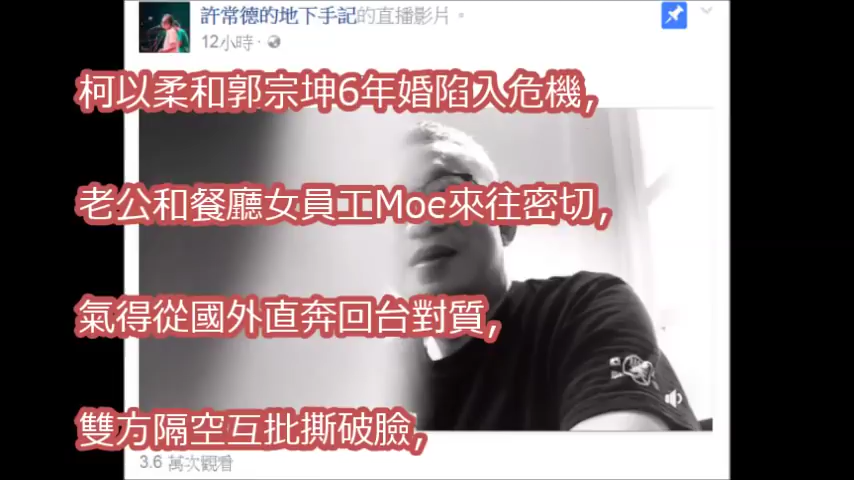 許常德的地下手記的直播影片。
12小時·
柯以柔和郭宗坤6年婚陷入危機,
老公和餐廳女員工Moe來往密切,
氣得從國外直奔回台對質,
雙方隔空互批撕破臉,
3.6 萬次觀看